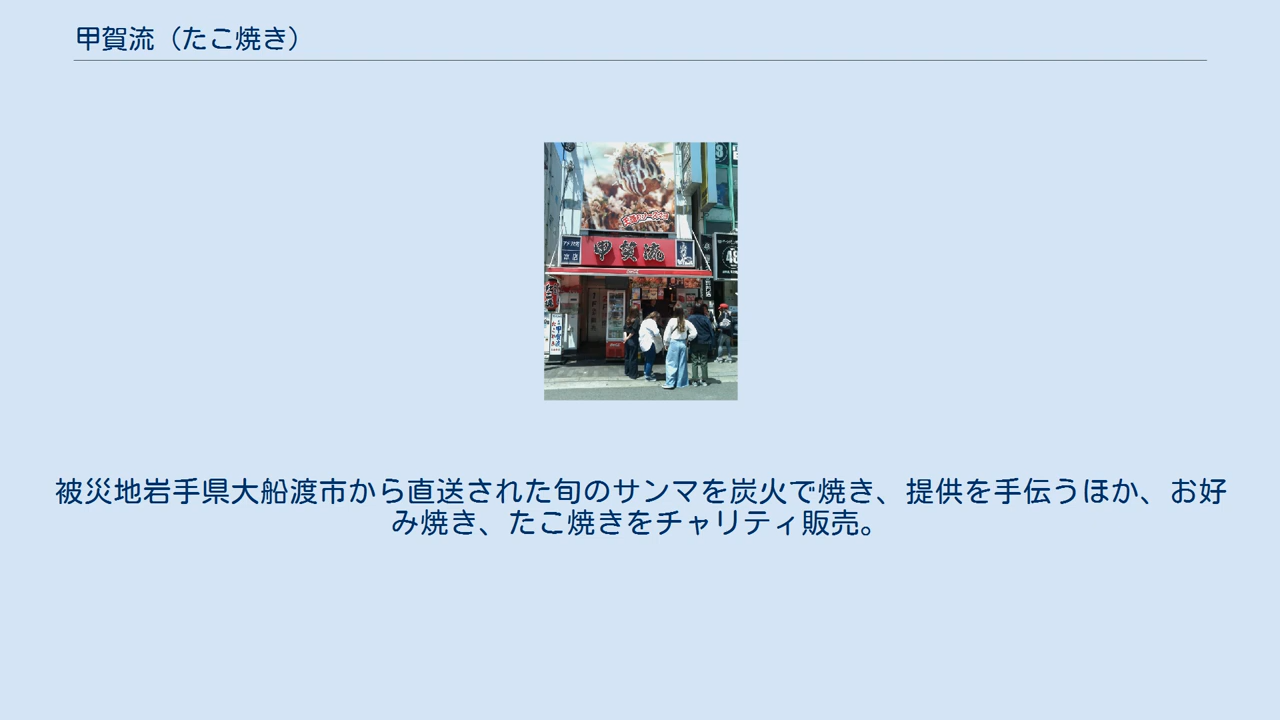 甲賀流（たこ焼き）
甲賀流
被災地岩手県大船渡市から直送された旬のサンマを炭火で焼き、提供を手伝うほか、お好
み焼き、たこ焼きをチャリティ販売。